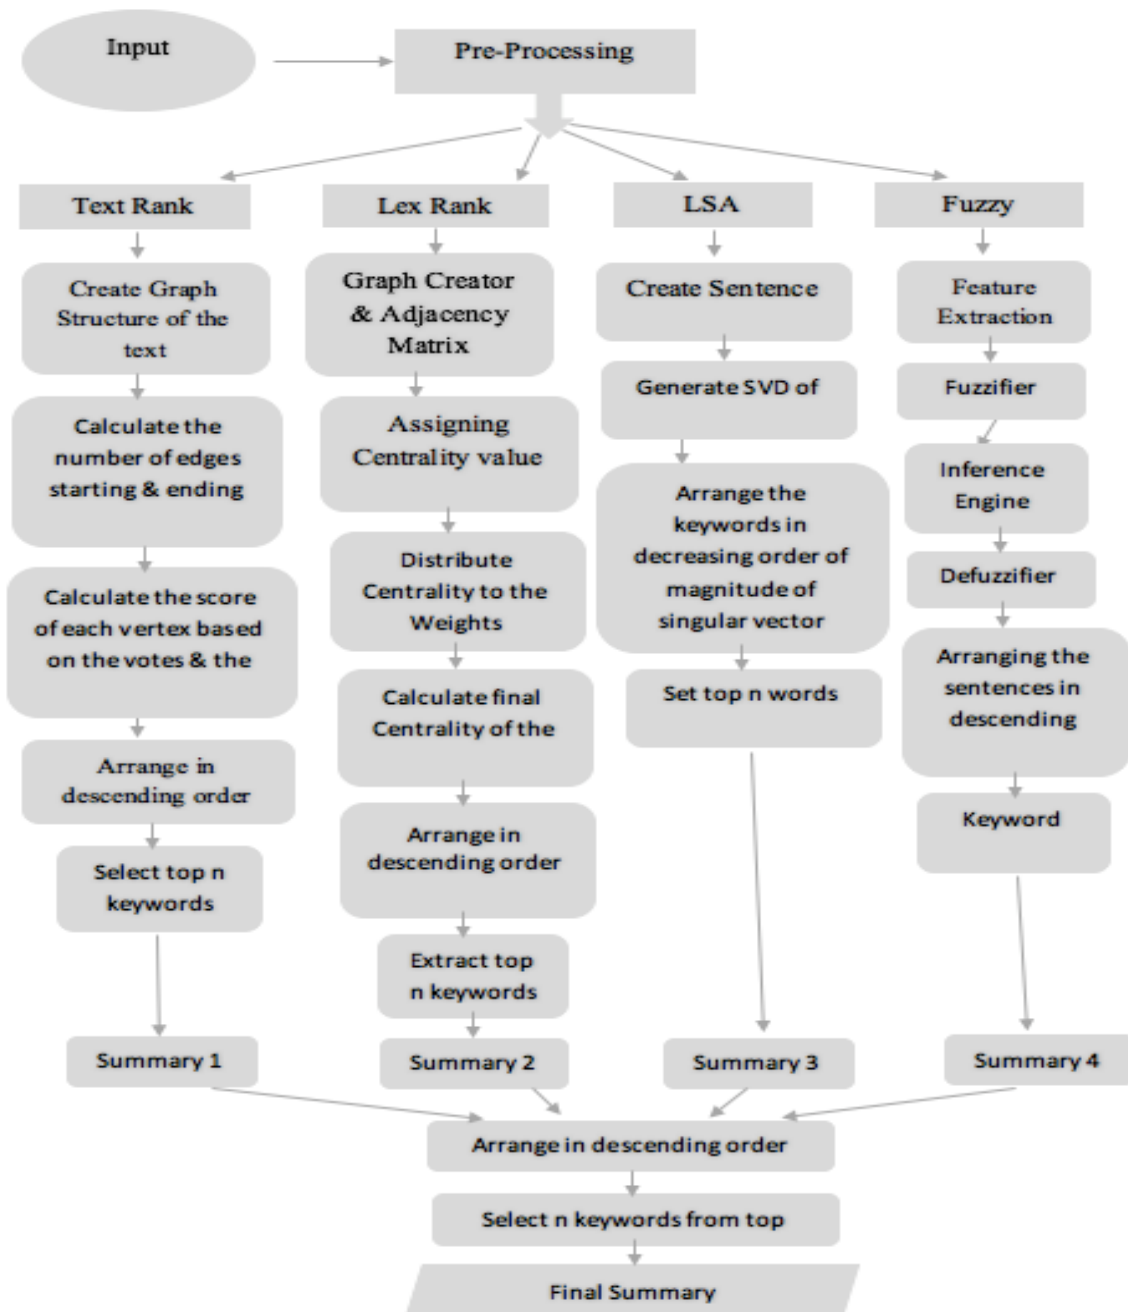 Input
Pre-Processing
Text Rank
Create Graph
Structure of the
text
Calculate the
number of edges
starting & ending
Calculate the score
of each vertex based
on the votes & the
Arrange in
descending order
Select top n
keywords
Summary 1
Lex Rank
Graph Creator
& Adjacency
Matrix
Assigning
Centrality value
Distribute
Centrality to the
Weights
Calculate final
Centrality of the
Arrange in
descending order
Extract top
n keywords
Summary 2
LSA
Create Sentence
Generate SVD of
Arrange the
keywords in
decreasing order of
magnitude of
singular vector
Set top n words
Summary 3
Fuzzy
Feature
Extraction
Fuzzifier
Inference
Engine
Defuzzifier
Arranging the
sentences in
descending
Keyword
Summary 4
Arrange in descending order
Select n keywords from top
Final Summary